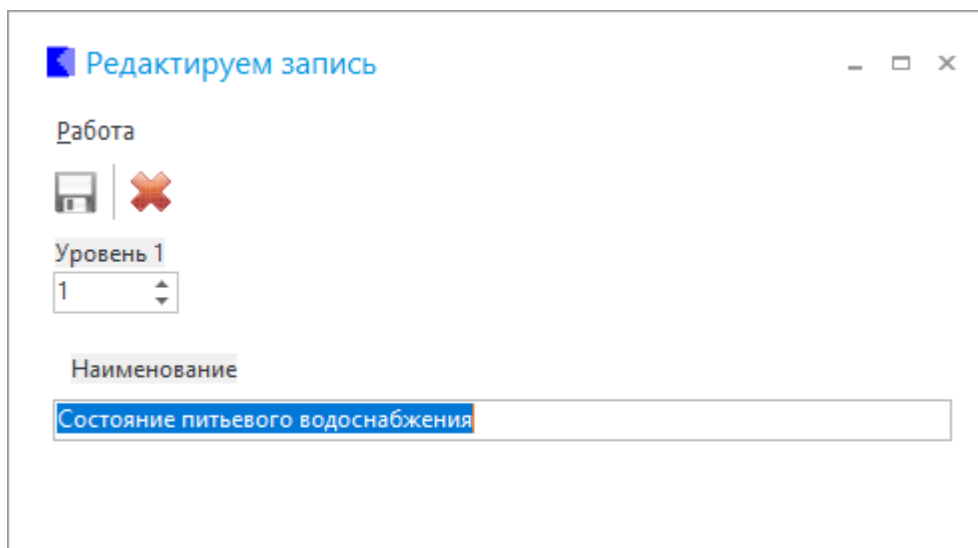 Редактируем запись
Работа
Уровень 1
1
Наименование
Состояние питьевого водоснабжения